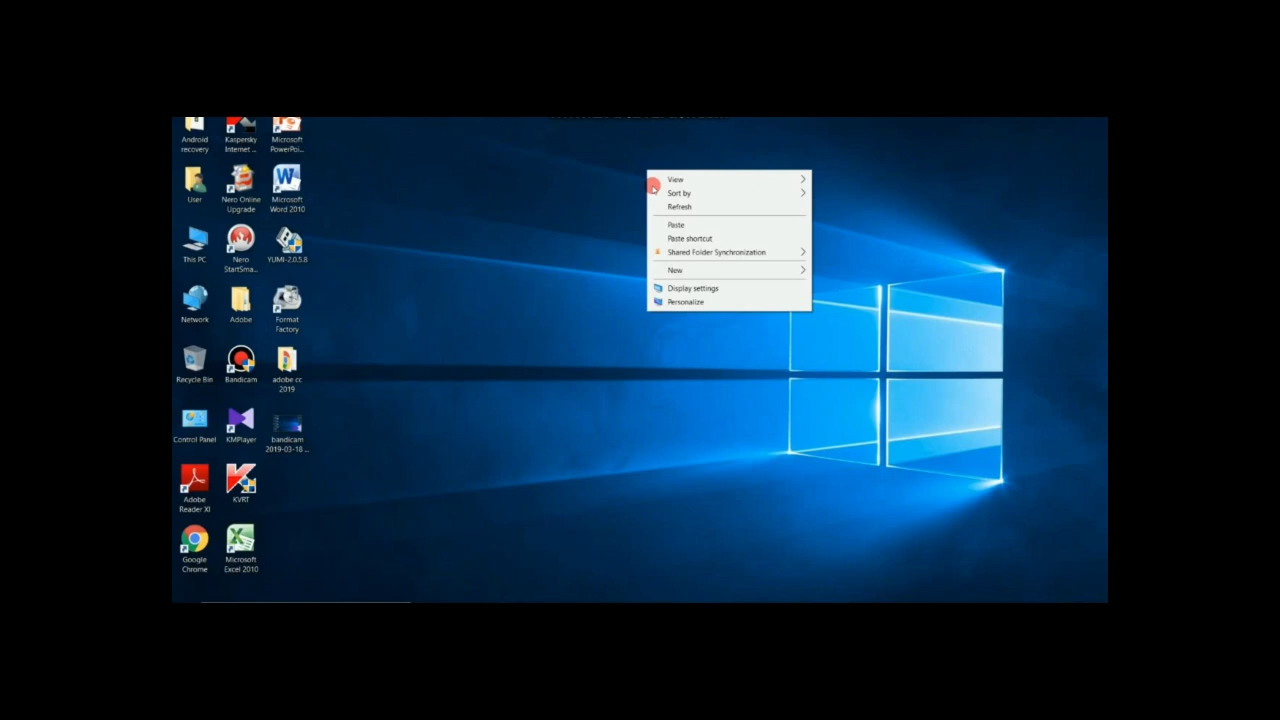 Android
recovery
Kaspersky
Internet ...
Microsoft
PowerPoi...
User
Nero Online
Upgrade
Microsoft
Word 2010
This PC
Nero
StartSma...
YUMI-2.0.5.8
Network
Adobe
Format
Factory
Recycle Bin
Bandicam
adobe cc
2019
Control Panel
KMPlayer
bandicam
2019-03-18 ...
Adobe
Reader XI
KVRT
Google
Chrome
Microsoft
Excel 2010
View
Sort by
Refresh
Paste
Paste shortcut
Shared Folder Synchronization
New
Display settings
Personalize